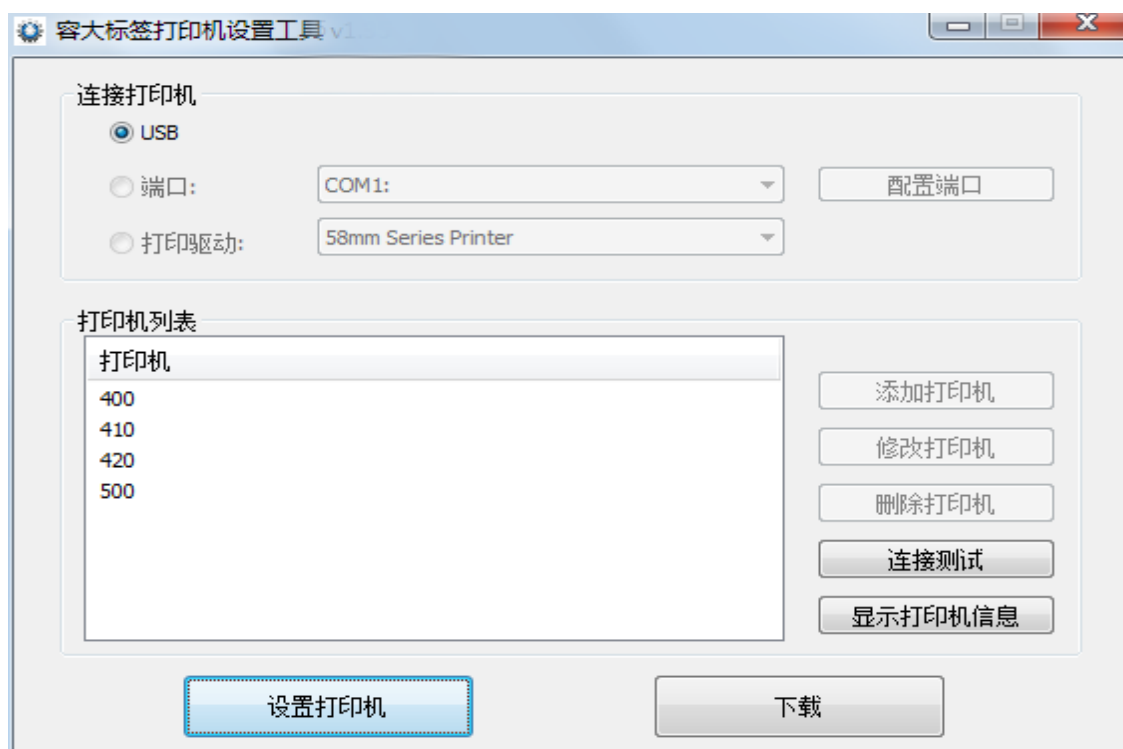 容大标签打印机设置工具
连接打印机
USB
端口: COM1: 配置端口
打印驱动: 58mm Series Printer
打印机列表
打印机
400
410
420
500
添加打印机
修改打印机
删除打印机
连接测试
显示打印机信息
设置打印机 下载